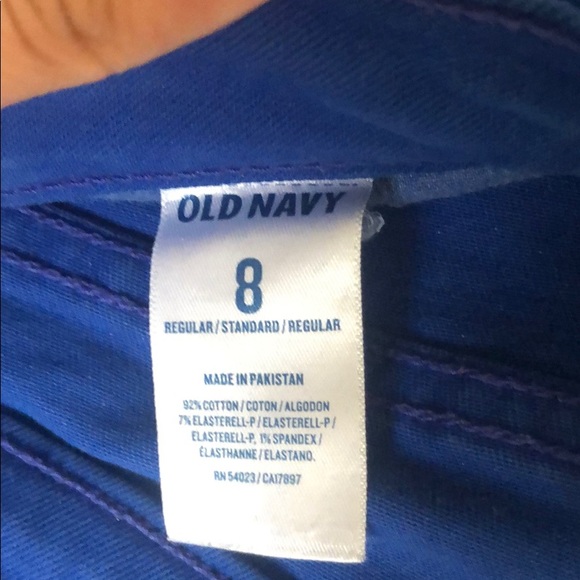 OLD NAVY
8
REGULAR/STANDARD/REGULAR
MADE IN PAKISTAN
92% COTTON/COTON/ALGODON
7% ELASTERELL-P/ELASTERELL-P/
ELASTERELL-P, 1% SPANDEX/
ÉLASTHANNE/ELASTANO.
RN 54023/CA17897